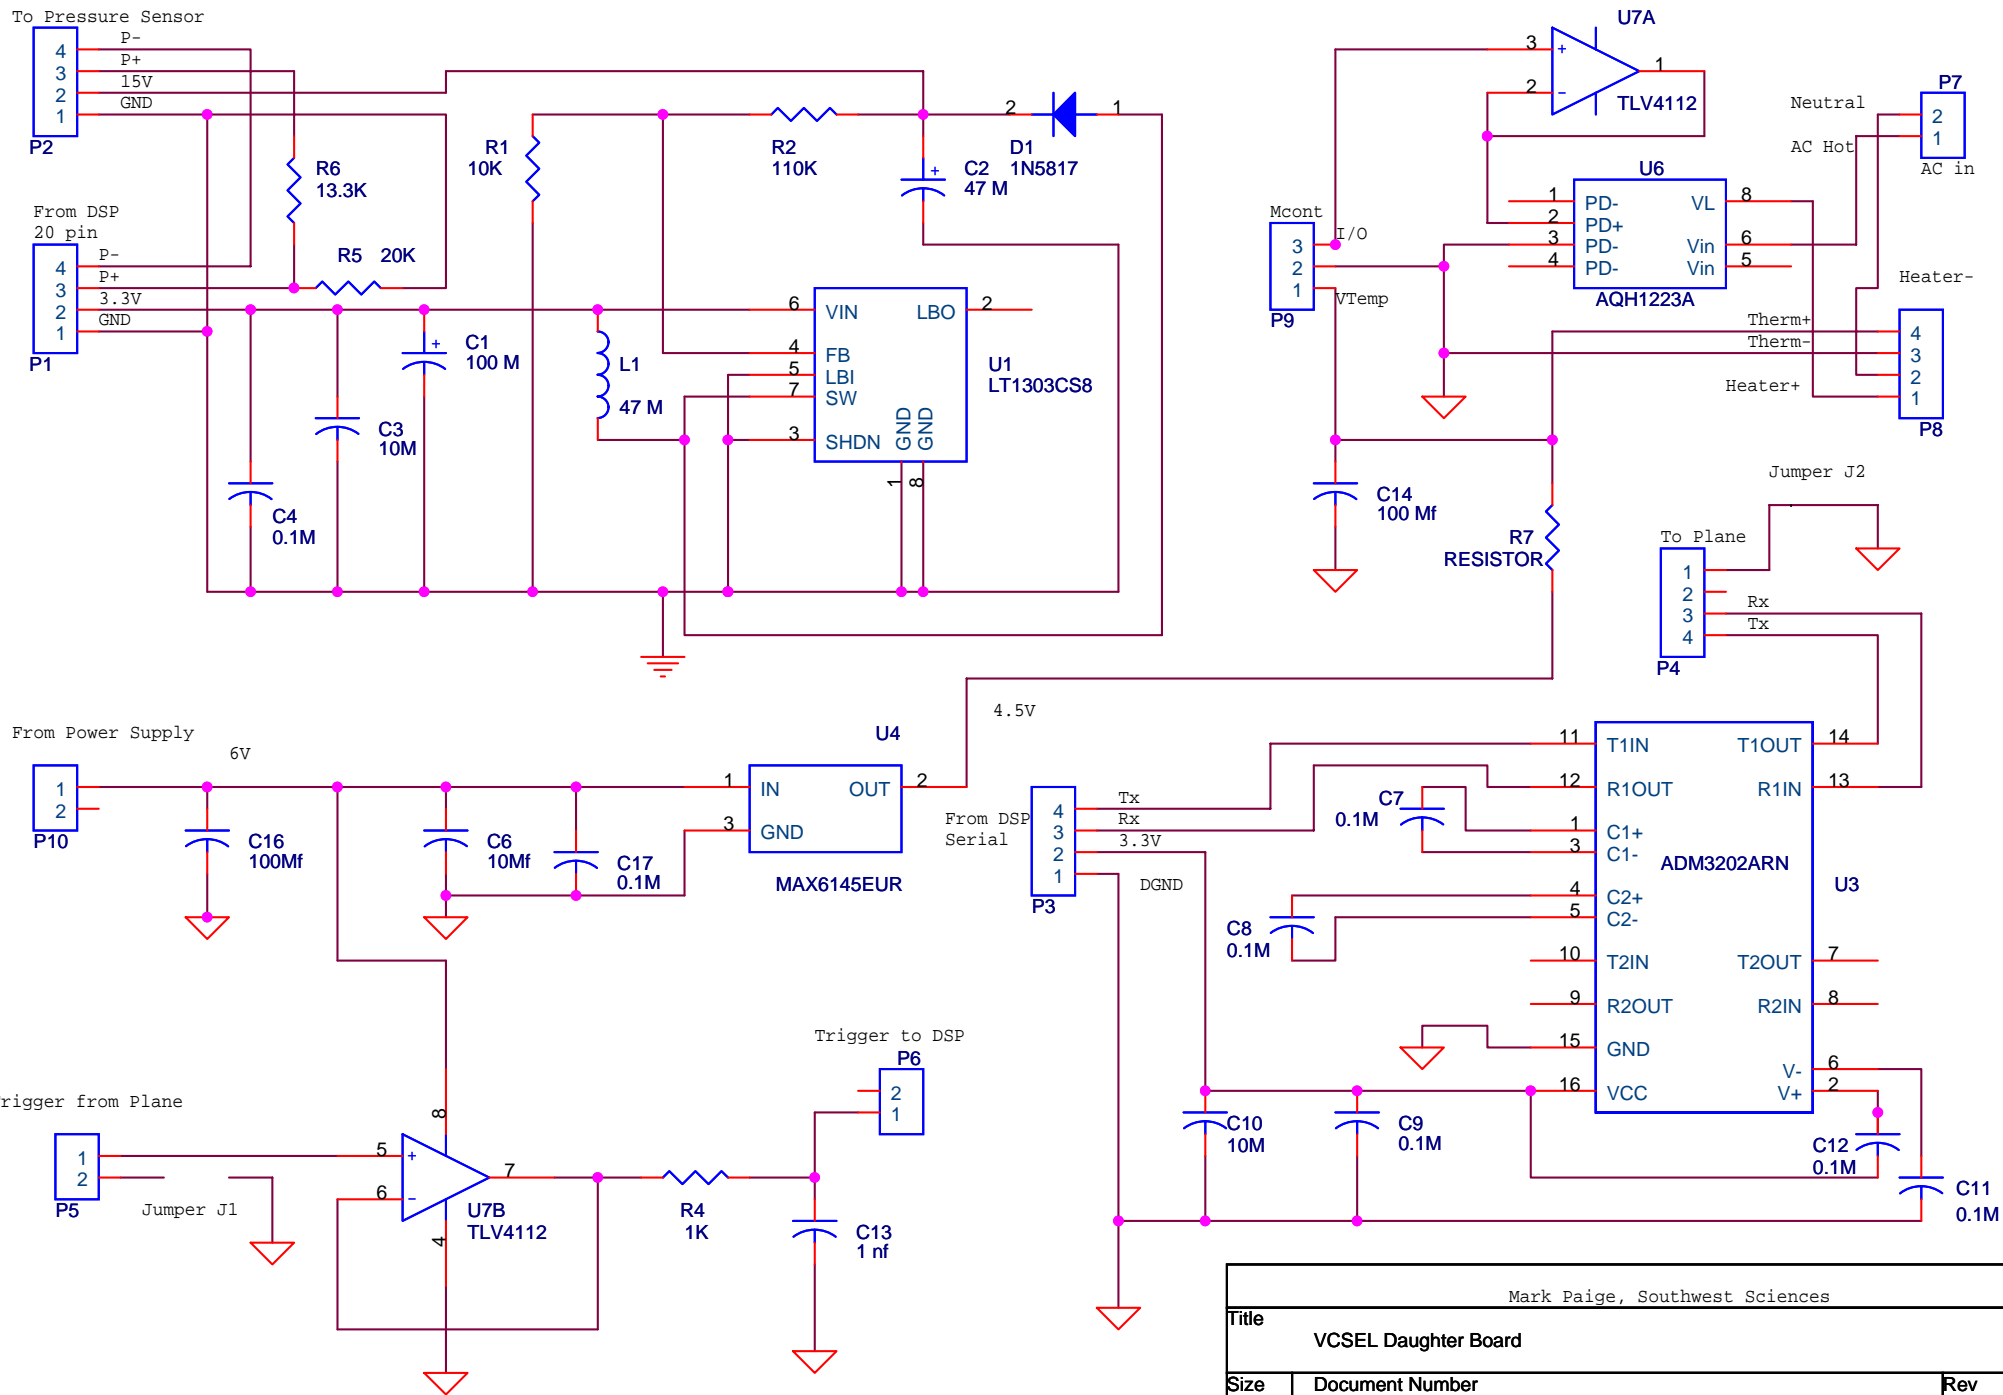 To Pressure Sensor
P-
P+
15V
GND
4
3
2
1
P2
R6
13.3K
R1
10K
R2
110K
C2
47 M
+
2
1
D1
1N5817
From DSP
20 pin
P-
P+
3.3V
GND
4
3
2
1
P1
R5 20K
C1
100 M
+
C3
10M
C4
0.1M
L1
47 M
6 VIN
LBO 2
4 FB
5 LBI
7 SW
3 SHDN
GND
GND
1
8
U1
LT1303CS8
U7A
3 +
2 -
1
TLV4112
P7
Neutral
2
AC Hot
1
AC in
U6
1 PD-
2 PD+
3 PD-
4 PD-
VL 8
Vin 6
Vin 5
AQH1223A
Mcont
I/O
3
2
1
VTemp
P9
Heater-
Therm+
Therm-
Heater+
4
3
2
1
P8
C14
100 Mf
R7
RESISTOR
Jumper J2
To Plane
1
2
3
4
Rx
Tx
P4
From Power Supply
6V
1
2
P10
C16
100Mf
C6
10Mf
C17
0.1M
U4
4.5V
1 IN
OUT 2
3 GND
MAX6145EUR
From DSP
Serial
Tx
Rx
3.3V
DGND
4
3
2
1
P3
C7
0.1M
C8
0.1M
11 T1IN
T1OUT 14
12 R1OUT
R1IN 13
1 C1+
3 C1-
ADM3202ARN
U3
4 C2+
5 C2-
10 T2IN
T2OUT 7
9 R2OUT
R2IN 8
15 GND
V- 6
16 VCC
V+ 2
C10
10M
C9
0.1M
C12
0.1M
C11
0.1M
Trigger to DSP
P6
2
1
rigger from Plane
1
2
P5
Jumper J1
5 +
6 -
7
8
4
U7B
TLV4112
R4
1K
C13
1 nf
Mark Paige, Southwest Sciences
Title
VCSEL Daughter Board
Size
Document Number
Rev